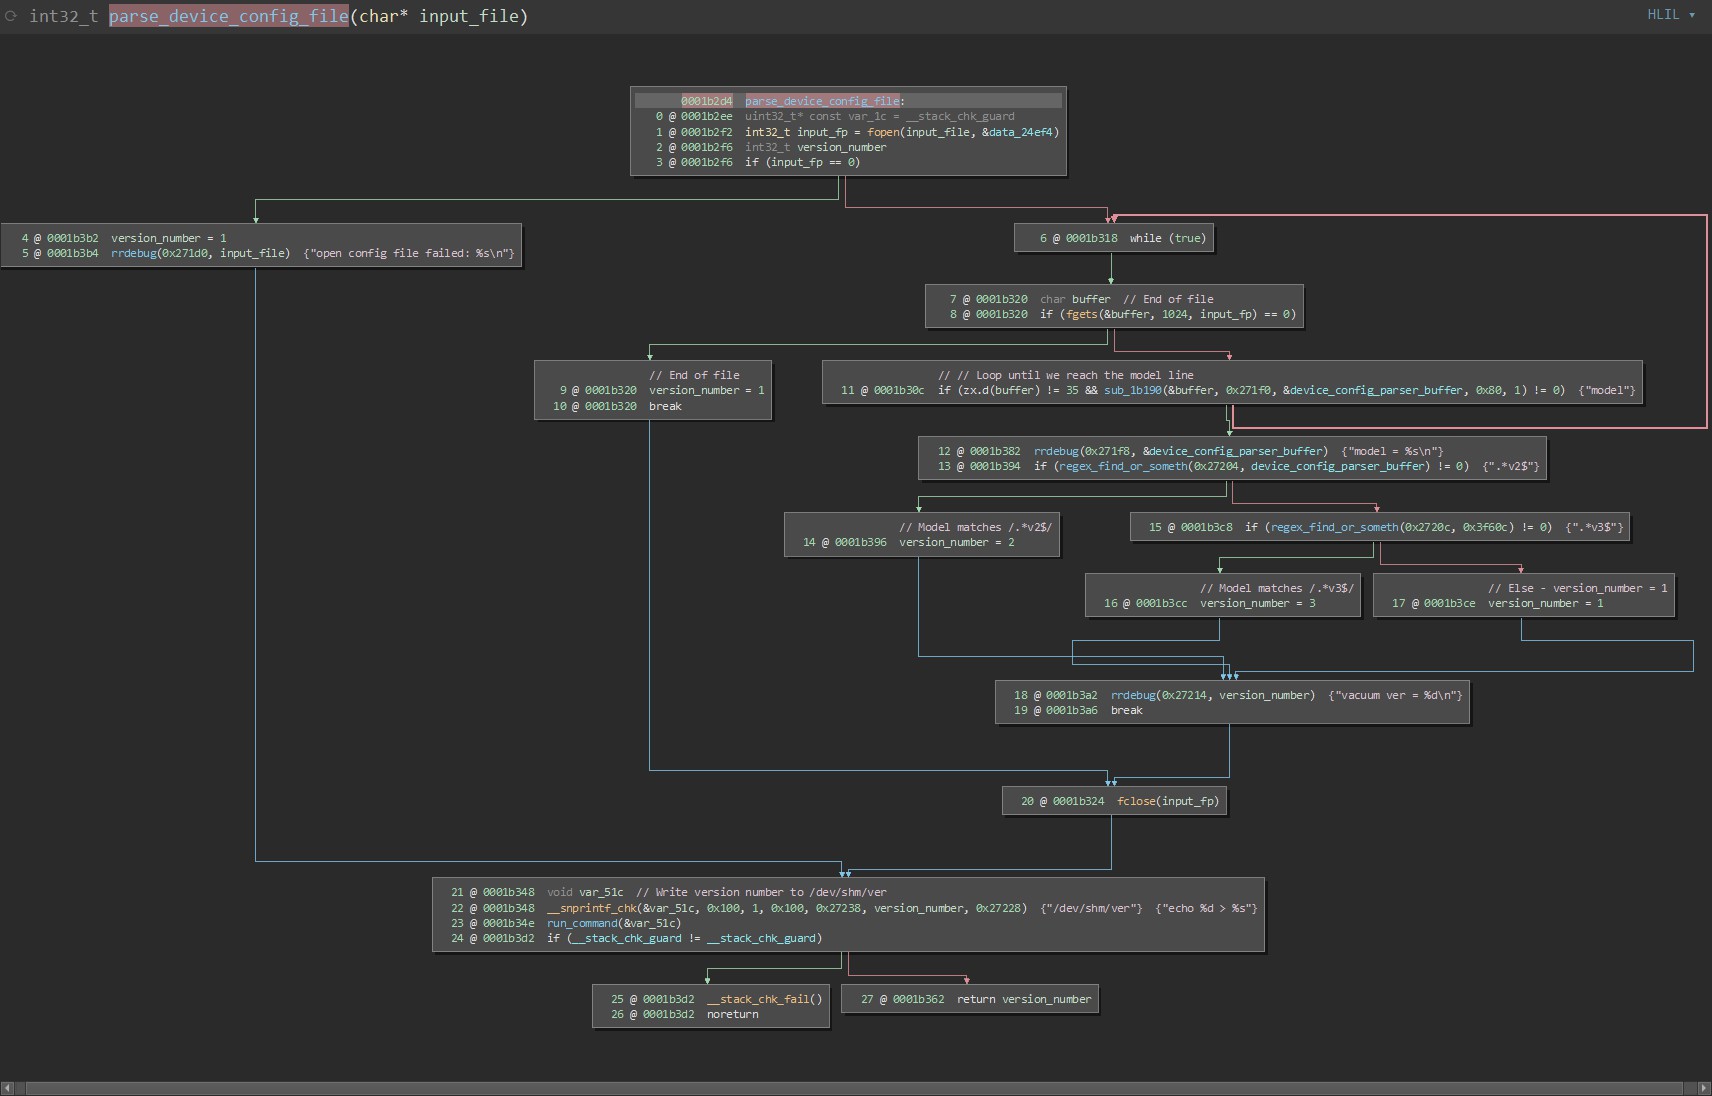 int32_t parse_device_config_file(char* input_file)
HLIL
0001b2d4 parse_device_config_file:
0 @ 0001b2ee uint32_t* const var_1c = __stack_chk_guard
1 @ 0001b2f2 int32_t input_fp = fopen(input_file, &data_24ef4)
2 @ 0001b2f6 int32_t version_number
3 @ 0001b2f6 if (input_fp == 0)
4 @ 0001b3b2 version_number = 1
5 @ 0001b3b4 rrdebug(0x271d0, input_file) {"open config file failed: %s\n"}
6 @ 0001b318 while (true)
7 @ 0001b320 char buffer // End of file
8 @ 0001b320 if (fgets(&buffer, 1024, input_fp) == 0)
// End of file
9 @ 0001b320 version_number = 1
10 @ 0001b320 break
// // Loop until we reach the model line
11 @ 0001b30c if (zx.d(buffer) != 35 && sub_1b190(&buffer, 0x271f0, &device_config_parser_buffer, 0x80, 1) != 0) {"model"}
12 @ 0001b382 rrdebug(0x271f8, &device_config_parser_buffer) {"model = %s\n"}
13 @ 0001b394 if (regex_find_or_someth(0x27204, device_config_parser_buffer) != 0) {".*v2$"}
// Model matches /.*v2$/
14 @ 0001b396 version_number = 2
15 @ 0001b3c8 if (regex_find_or_someth(0x2720c, 0x3f60c) != 0) {".*v3$"}
// Model matches /.*v3$/
16 @ 0001b3cc version_number = 3
// Else - version_number = 1
17 @ 0001b3ce version_number = 1
18 @ 0001b3a2 rrdebug(0x27214, version_number) {"vacuum ver = %d\n"}
19 @ 0001b3a6 break
20 @ 0001b324 fclose(input_fp)
21 @ 0001b348 void var_51c // Write version number to /dev/shm/ver
22 @ 0001b348 __snprintf_chk(&var_51c, 0x100, 1, 0x100, 0x27238, version_number, 0x27228) {"/dev/shm/ver"} {"echo %d > %s"}
23 @ 0001b34e run_command(&var_51c)
24 @ 0001b3d2 if (__stack_chk_guard != __stack_chk_guard)
25 @ 0001b3d2 __stack_chk_fail()
26 @ 0001b3d2 noreturn
27 @ 0001b362 return version_number